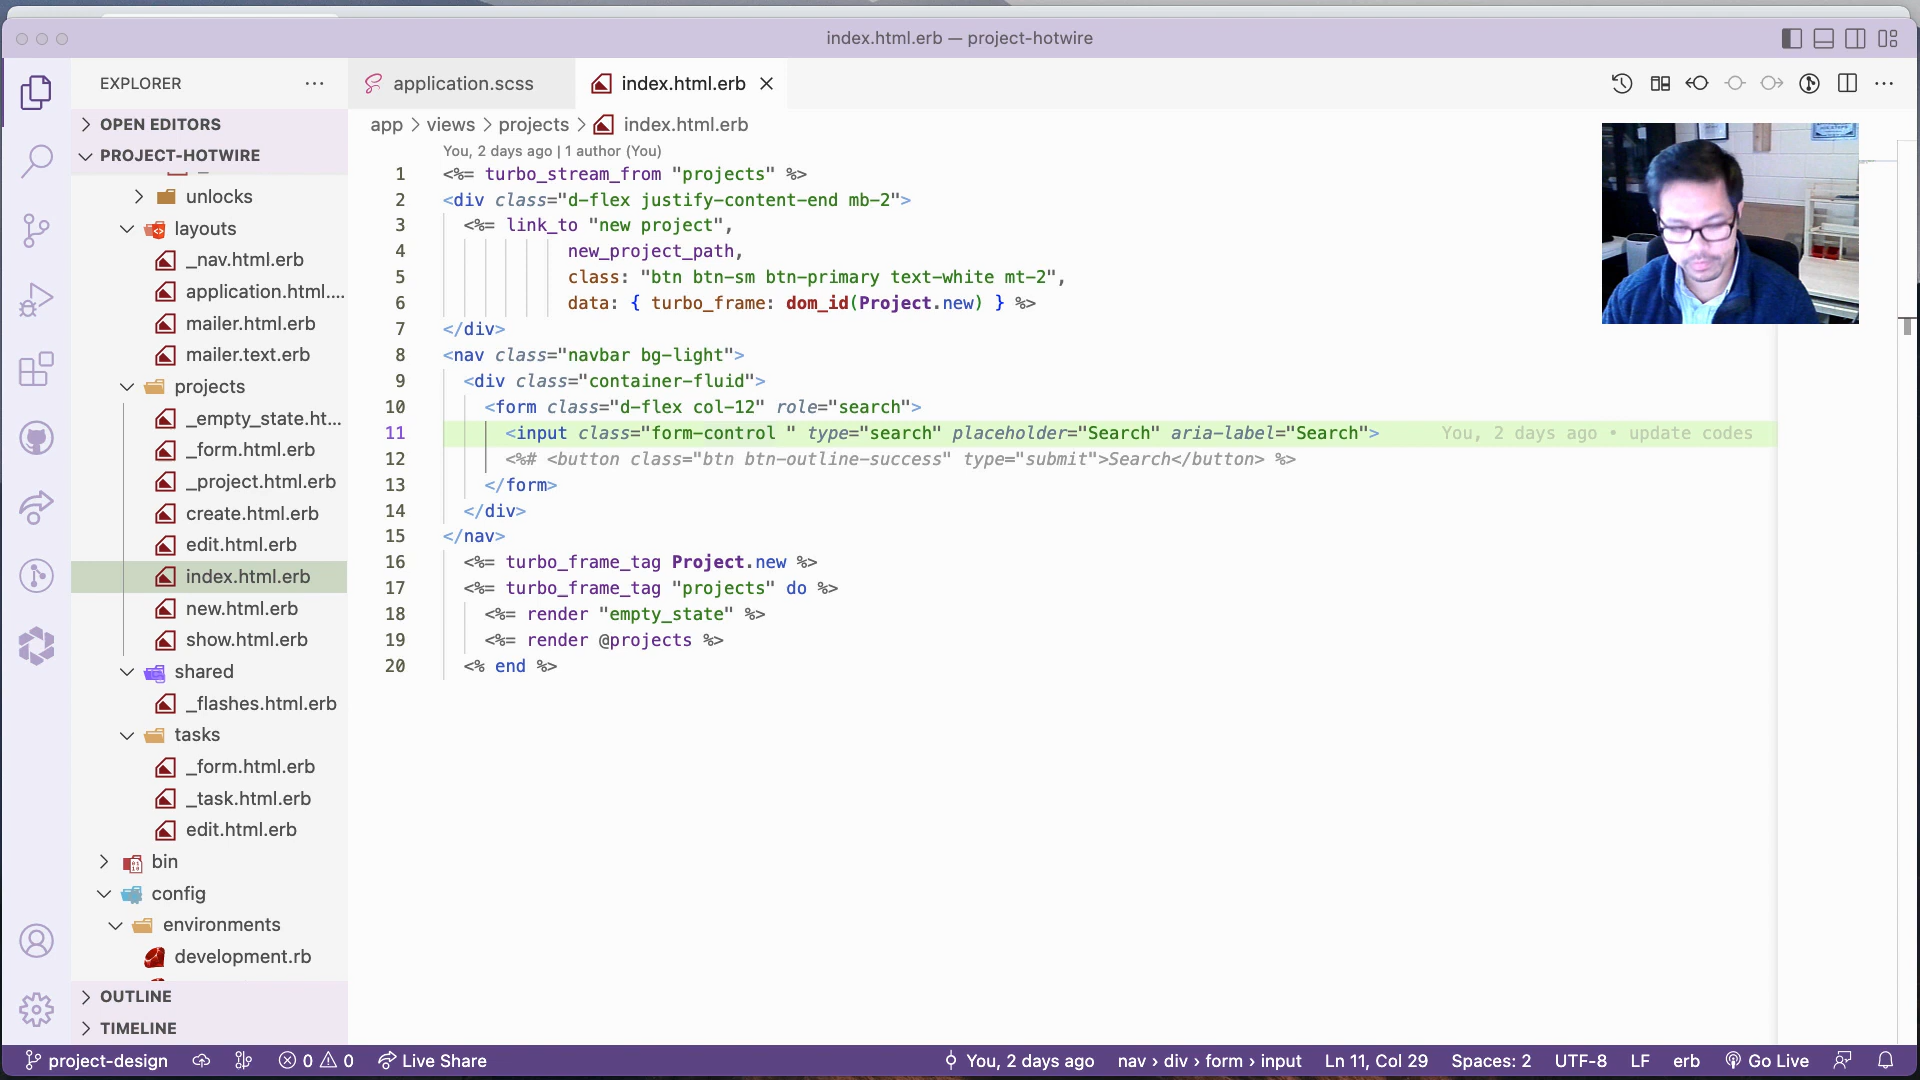 index.html.erb — project-hotwire
EXPLORER
application.scss
index.html.erb
OPEN EDITORS
PROJECT-HOTWIRE
unlocks
layouts
_nav.html.erb
application.html....
mailer.html.erb
mailer.text.erb
projects
_empty_state.ht...
_form.html.erb
_project.html.erb
create.html.erb
edit.html.erb
index.html.erb
new.html.erb
show.html.erb
shared
_flashes.html.erb
tasks
_form.html.erb
_task.html.erb
edit.html.erb
bin
config
environments
development.rb
OUTLINE
TIMELINE
app > views > projects > index.html.erb
You, 2 days ago | 1 author (You)
1 <%= turbo_stream_from "projects" %>
2 <div class="d-flex justify-content-end mb-2">
3 <%= link_to "new project",
4 new_project_path,
5 class: "btn btn-sm btn-primary text-white mt-2",
6 data: { turbo_frame: dom_id(Project.new) } %>
7 </div>
8 <nav class="navbar bg-light">
9 <div class="container-fluid">
10 <form class="d-flex col-12" role="search">
11 <input class="form-control " type="search" placeholder="Search" aria-label="Search"> You, 2 days ago • update codes
12 <%# <button class="btn btn-outline-success" type="submit">Search</button> %>
13 </form>
14 </div>
15 </nav>
16 <%= turbo_frame_tag Project.new %>
17 <%= turbo_frame_tag "projects" do %>
18 <%= render "empty_state" %>
19 <%= render @projects %>
20 <% end %>
project-design 0 0 Live Share You, 2 days ago nav › div › form › input Ln 11, Col 29 Spaces: 2 UTF-8 LF erb Go Live